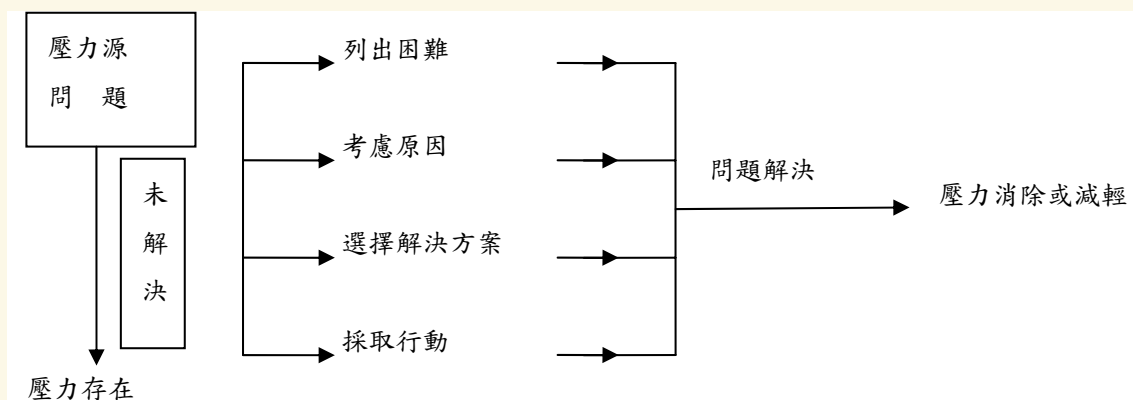 壓力源
問 題
未
解
決
壓力存在
列出困難
考慮原因
選擇解決方案
採取行動
問題解決
壓力消除或減輕